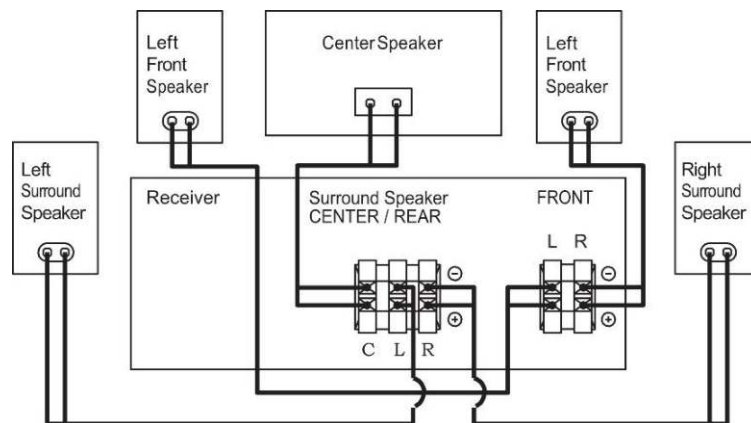 Left
Front
Speaker
Center Speaker
Left
Front
Speaker
Left
Surround
Speaker
Receiver
Surround Speaker
CENTER / REAR
FRONT
Right
Surround
Speaker
L R
⊖
⊕
⊖
⊕
C L R